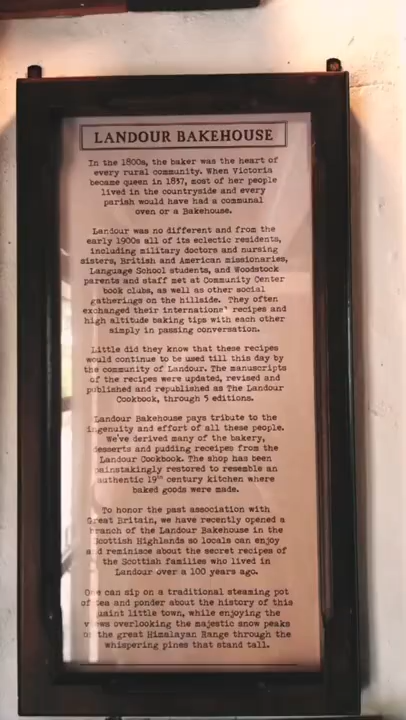 LANDOUR BAKEHOUSE
In the 1800s, the baker was the heart of
every rural community. When Victoria
became queen in 1837, most of her people
lived in the countryside and every
parish would have had a communal
oven or a Bakehouse.
Landour was no different and from the
early 1900s all of its eclectic residents,
including military doctors and nursing
sisters, British and American missionaries,
Language School students, and Woodstock
parents and staff met at Community Center
book clubs, as well as other social
gatherings on the hillside. They often
exchanged their international recipes and
high altitude baking tips with each other
simply in passing conversation.
Little did they know that these recipes
would continue to be used till this day by
the community of Landour. The manuscripts
of the recipes were updated, revised and
published and republished as The Landour
Cookbook, through 5 editions.
Landour Bakehouse pays tribute to the
ingenuity and effort of all these people.
We've derived many of the bakery,
desserts and pudding receipes from the
Landour Cookbook. The shop has been
painstakingly restored to resemble an
authentic 19th century kitchen where
baked goods were made.
To honor the past association with
Great Britain, we have recently opened a
branch of the Landour Bakehouse in the
Scottish Highlands so locals can enjoy
and reminisce about the secret recipes of
the Scottish families who lived in
Landour over a 100 years ago.
One can sip on a traditional steaming pot
of tea and ponder about the history of this
quaint little town, while enjoying the
views overlooking the majestic snow peaks
of the great Himalayan Range through the
whispering pines that stand tall.